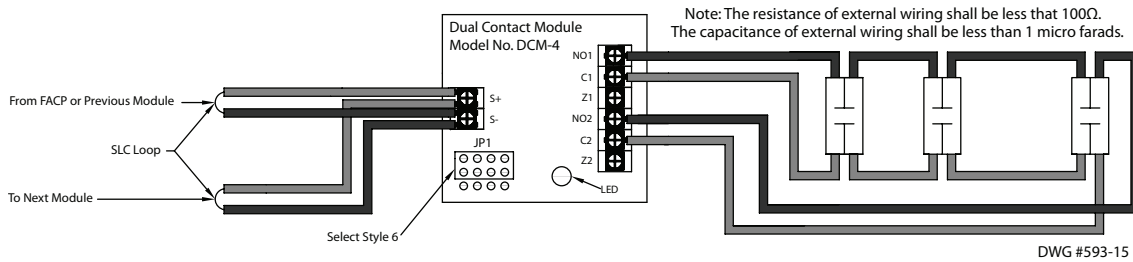 Note: The resistance of external wiring shall be less that 100Ω.
The capacitance of external wiring shall be less than 1 micro farads.
Dual Contact Module
Model No. DCM-4
NO1
C1
Z1
NO2
C2
Z2
S+
S-
JP1
LED
From FACP or Previous Module
SLC Loop
To Next Module
Select Style 6
DWG #593-15